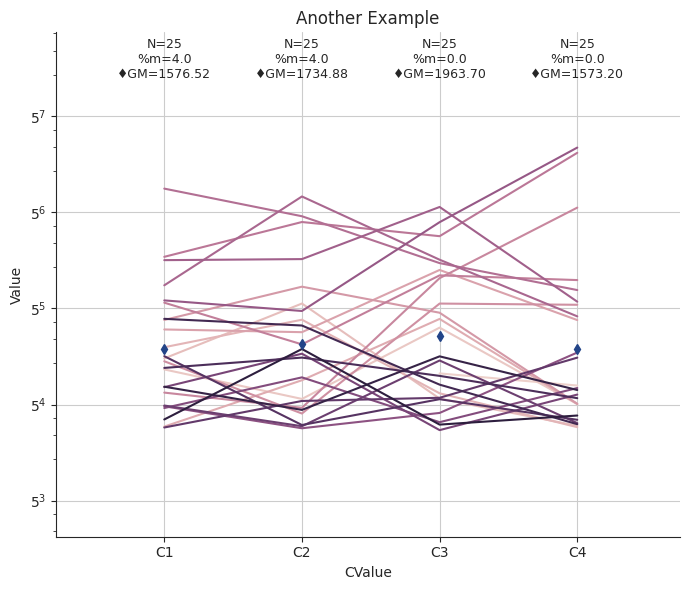 Another Example
N=25 N=25 N=25 N=25
%m=4.0 %m=4.0 %m=0.0 %m=0.0
♦GM=1576.52 ♦GM=1734.88 ♦GM=1963.70 ♦GM=1573.20
5⁷
5⁶
5⁵
5⁴
5³
Value
C1 C2 C3 C4
CValue